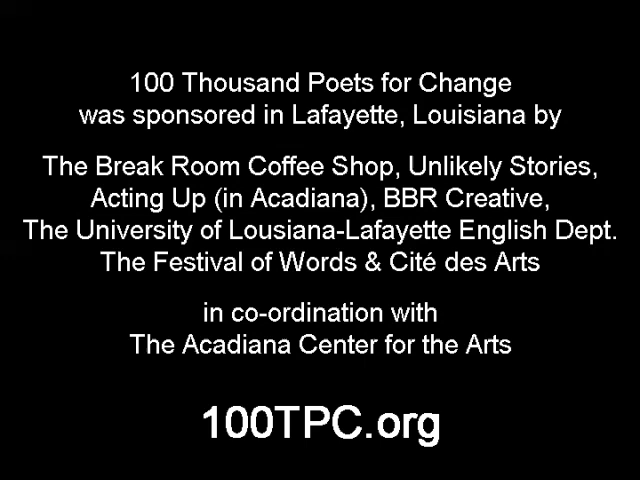 100 Thousand Poets for Change
was sponsored in Lafayette, Louisiana by
The Break Room Coffee Shop, Unlikely Stories,
Acting Up (in Acadiana), BBR Creative,
The University of Lousiana-Lafayette English Dept.
The Festival of Words & Cité des Arts
in co-ordination with
The Acadiana Center for the Arts
100TPC.org